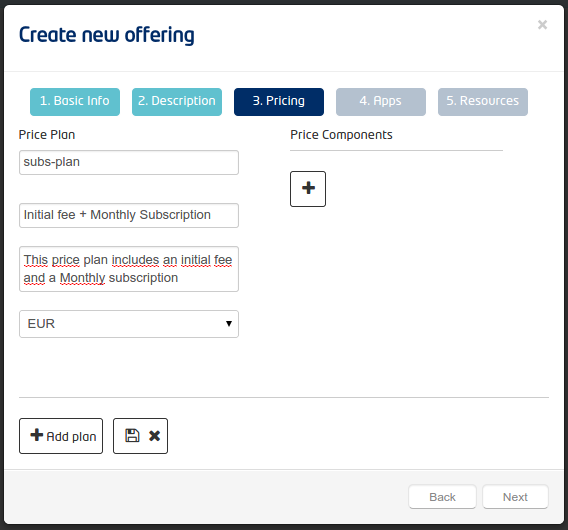 Create new offering
×
1. Basic Info
2. Description
3. Pricing
4. Apps
5. Resources
Price Plan
Price Components
subs-plan
Initial fee + Monthly Subscription
This price plan includes an initial fee
and a Monthly subscription
EUR
Add plan
Back
Next